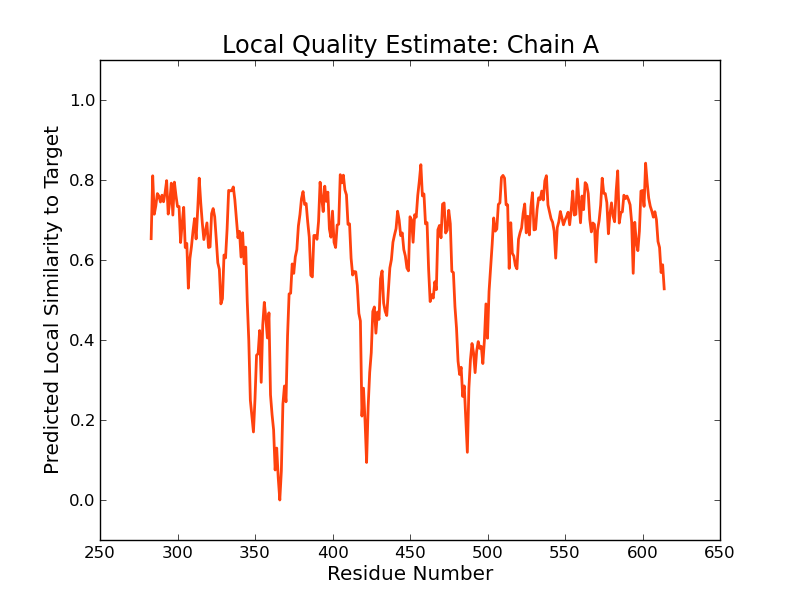 Local Quality Estimate: Chain A
Predicted Local Similarity to Target
1.0
0.8
0.6
0.4
0.2
0.0
250 300 350 400 450 500 550 600 650
Residue Number